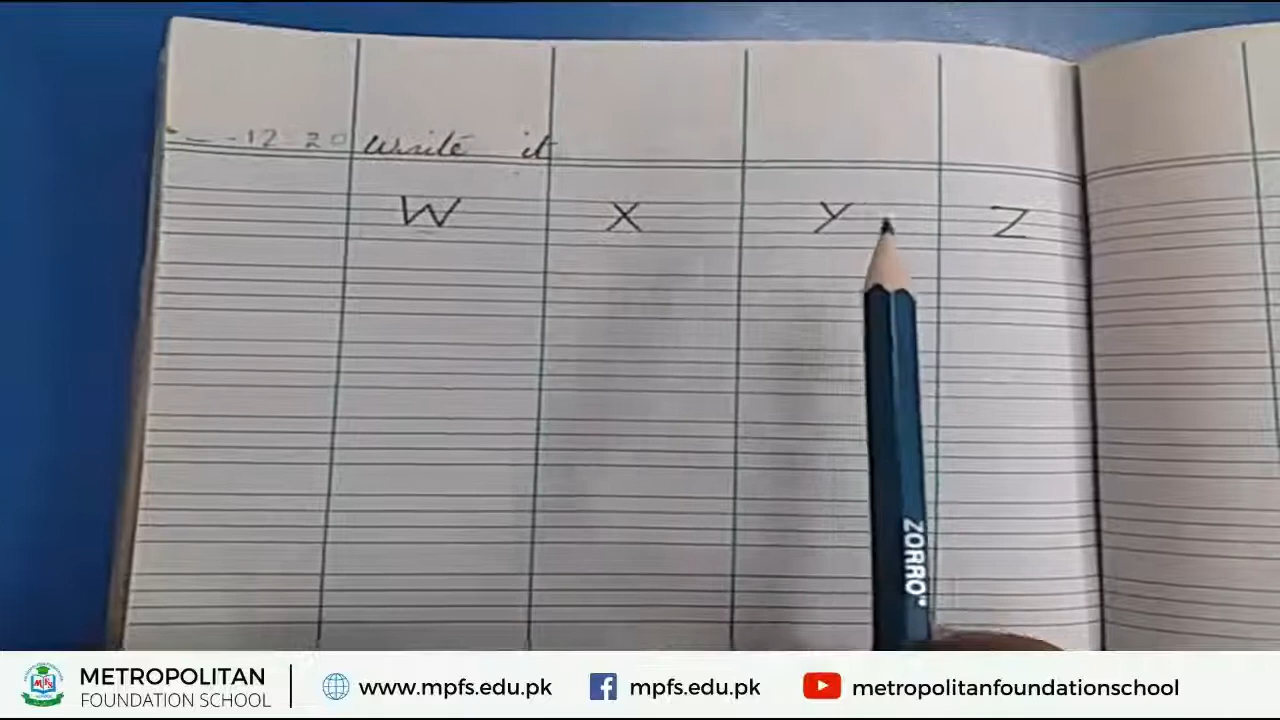 -12-20 Write it
W X Y Z
ZORRO
METROPOLITAN
FOUNDATION SCHOOL
www.mpfs.edu.pk
mpfs.edu.pk
metropolitanfoundationschool